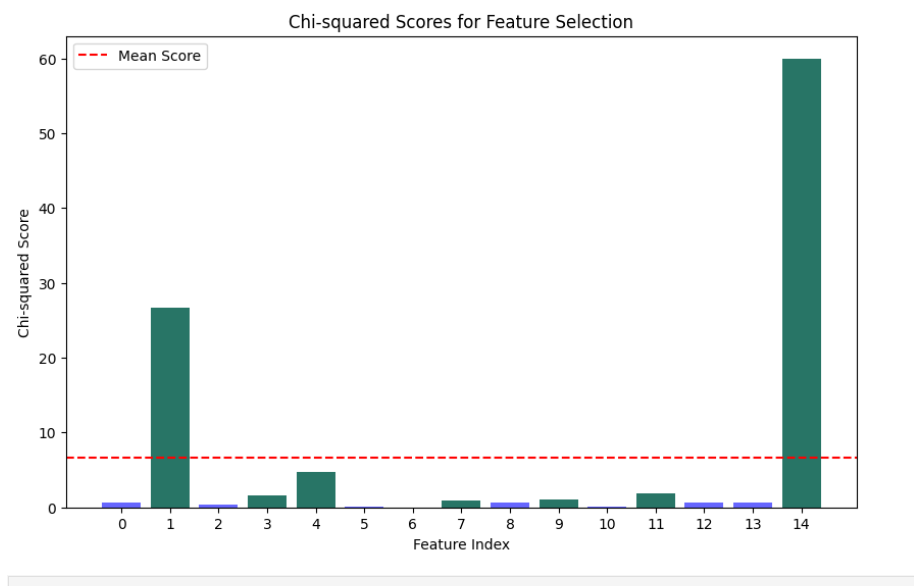 Chi-squared Scores for Feature Selection
Mean Score
60
50
40
30
20
10
0
Chi-squared Score
0 1 2 3 4 5 6 7 8 9 10 11 12 13 14
Feature Index